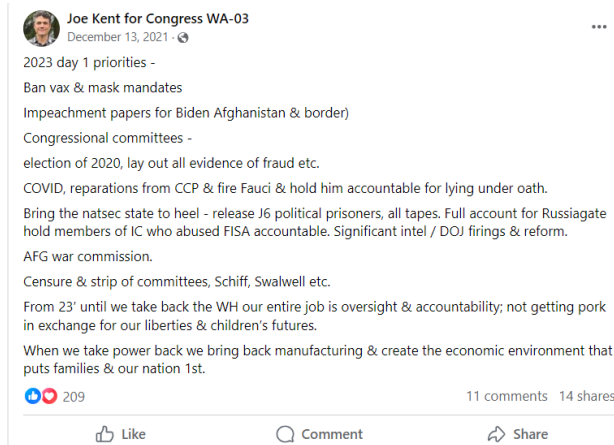 Joe Kent for Congress WA-03
December 13, 2021 ·
2023 day 1 priorities -
Ban vax & mask mandates
Impeachment papers for Biden Afghanistan & border)
Congressional committees -
election of 2020, lay out all evidence of fraud etc.
COVID, reparations from CCP & fire Fauci & hold him accountable for lying under oath.
Bring the natsec state to heel - release J6 political prisoners, all tapes. Full account for Russiagate
hold members of IC who abused FISA accountable. Significant intel / DOJ firings & reform.
AFG war commission.
Censure & strip of committees, Schiff, Swalwell etc.
From 23’ until we take back the WH our entire job is oversight & accountability; not getting pork
in exchange for our liberties & children’s futures.
When we take power back we bring back manufacturing & create the economic environment that
puts families & our nation 1st.
209
11 comments 14 shares
Like Comment Share